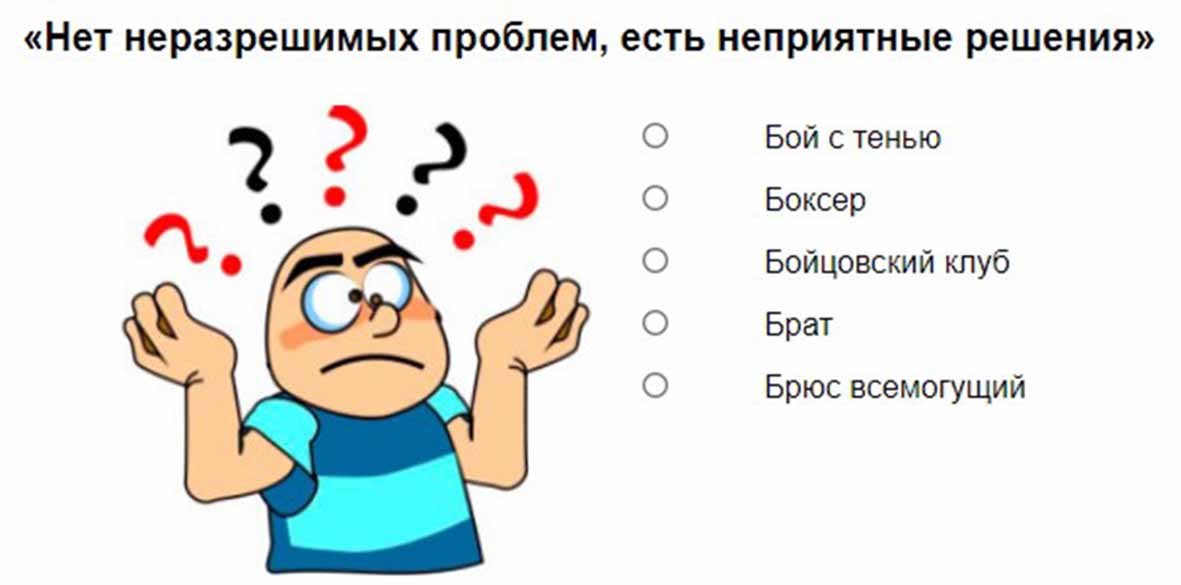 «Нет неразрешимых проблем, есть неприятные решения»
? ? ? ? ?
Бой с тенью
Боксер
Бойцовский клуб
Брат
Брюс всемогущий